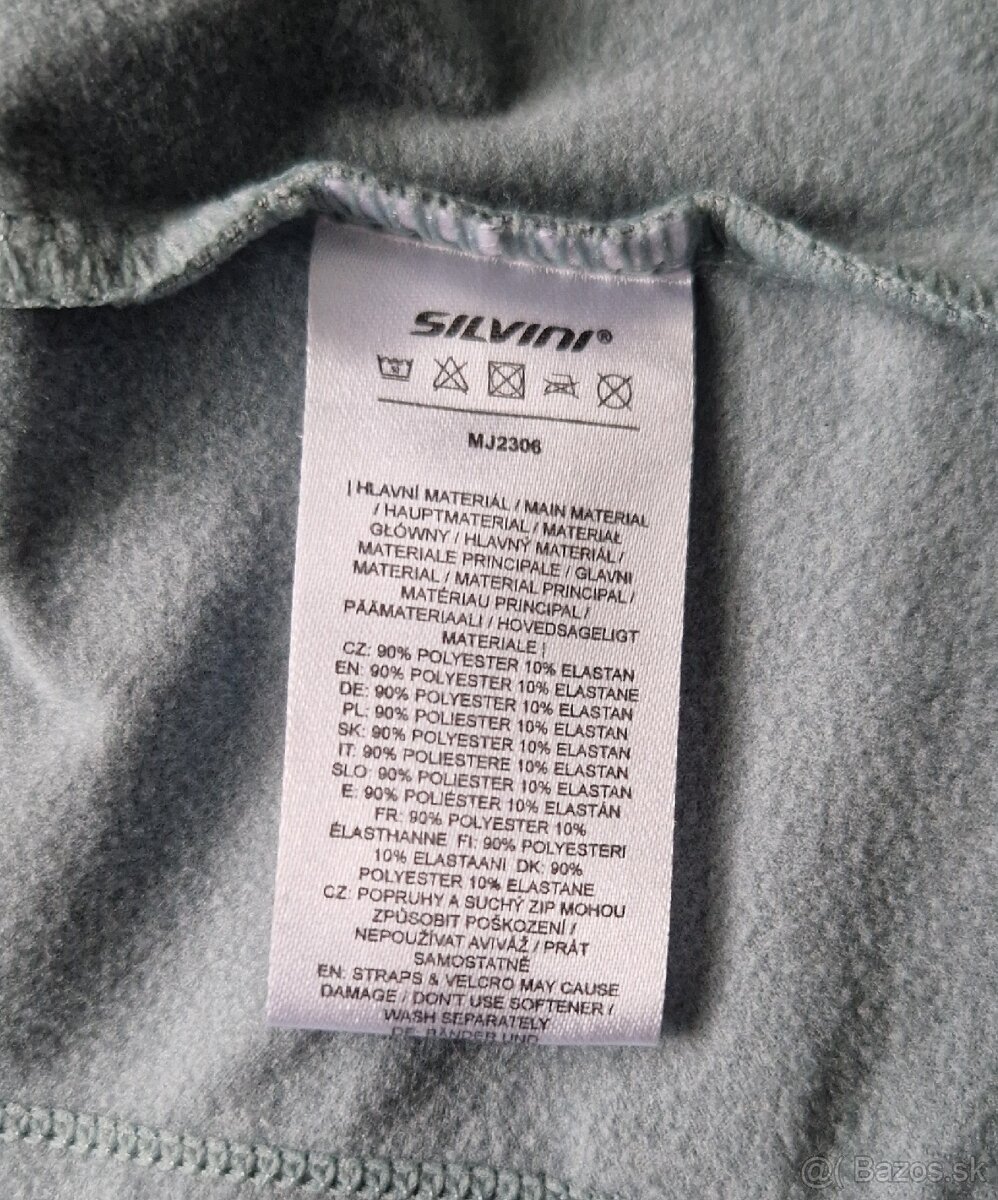 SILVINI®
MJ2306
| HLAVNÍ MATERIÁL / MAIN MATERIAL
/ HAUPTMATERIAL / MATERIAŁ
GŁÓWNY / HLAVNÝ MATERIÁL /
MATERIALE PRINCIPALE / GLAVNI
MATERIAL / MATERIAL PRINCIPAL /
MATÉRIAU PRINCIPAL /
PÄÄMATERIAALI / HOVEDSAGELIGT
MATERIALE |
CZ: 90% POLYESTER 10% ELASTAN
EN: 90% POLYESTER 10% ELASTANE
DE: 90% POLYESTER 10% ELASTAN
PL: 90% POLIESTER 10% ELASTAN
SK: 90% POLYESTER 10% ELASTAN
IT: 90% POLIESTERE 10% ELASTAN
SLO: 90% POLIESTER 10% ELASTAN
E: 90% POLIÉSTER 10% ELASTÁN
FR: 90% POLYESTER 10%
ÉLASTHANNE FI: 90% POLYESTERI
10% ELASTAANI DK: 90%
POLYESTER 10% ELASTANE
CZ: POPRUHY A SUCHÝ ZIP MOHOU
ZPŮSOBIT POŠKOZENÍ /
NEPOUŽÍVAT AVIVÁŽ / PRÁT
SAMOSTATNĚ
EN: STRAPS & VELCRO MAY CAUSE
DAMAGE / DON'T USE SOFTENER /
WASH SEPARATELY
DE: BÄNDER UND
@( Bazos.sk